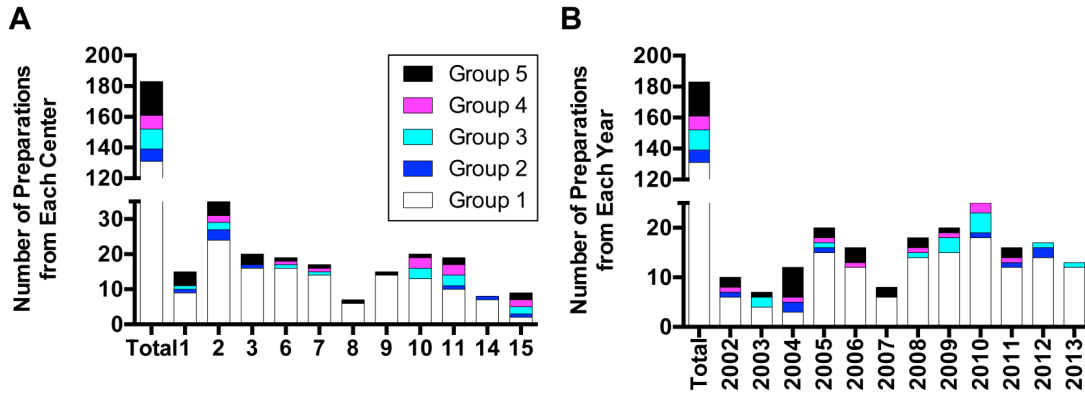 A
Number of Preparations
from Each Center
200
180
160
140
120
30
20
10
0
Total 1 2 3 6 7 8 9 10 11 14 15
Group 5
Group 4
Group 3
Group 2
Group 1
B
Number of Preparations
from Each Year
200
180
160
140
120
20
10
0
Total
2002
2003
2004
2005
2006
2007
2008
2009
2010
2011
2012
2013